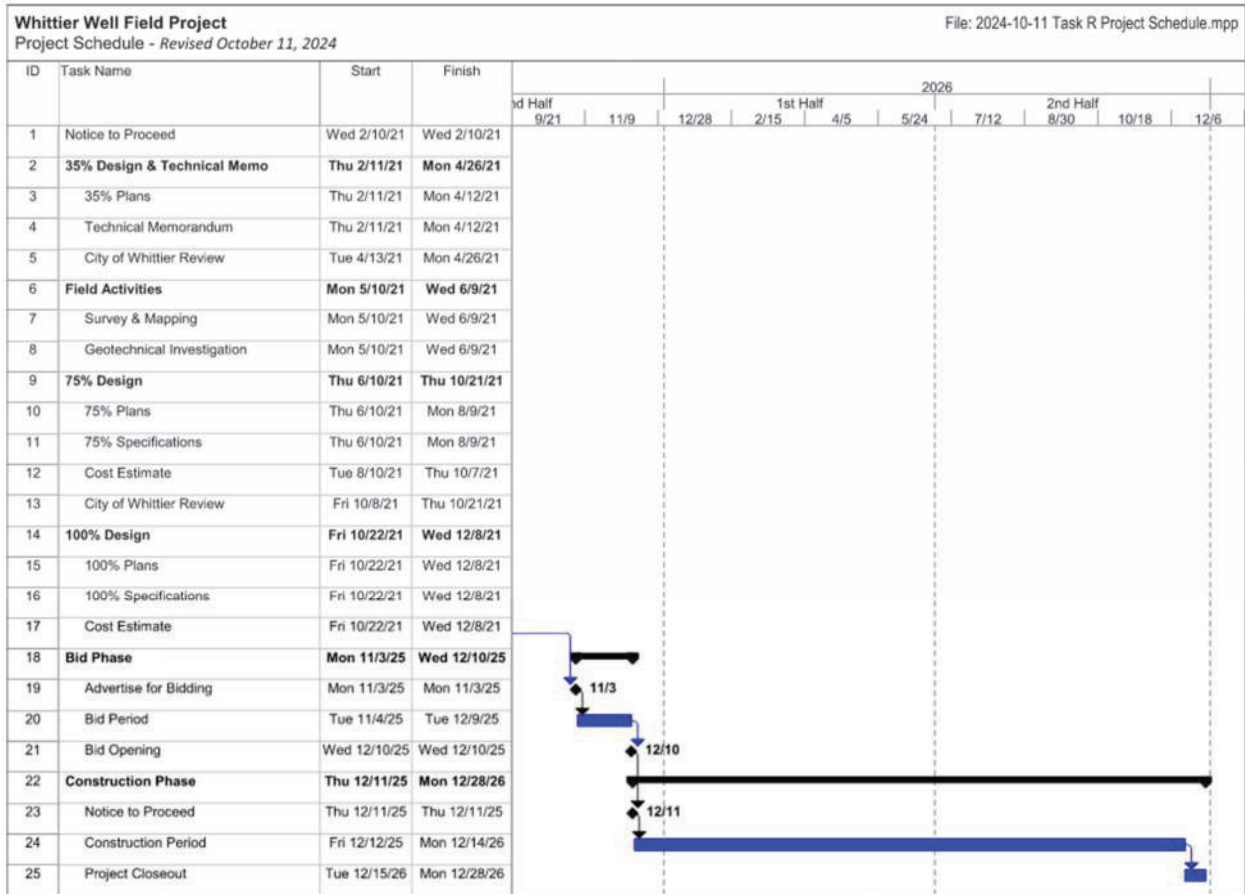 Whittier Well Field Project
Project Schedule - Revised October 11, 2024
File: 2024-10-11 Task R Project Schedule.mpp
ID Task Name Start Finish
2026
nd Half 1st Half 2nd Half
9/21 11/9 12/28 2/15 4/5 5/24 7/12 8/30 10/18 12/6
1 Notice to Proceed Wed 2/10/21 Wed 2/10/21
2 35% Design & Technical Memo Thu 2/11/21 Mon 4/26/21
3 35% Plans Thu 2/11/21 Mon 4/12/21
4 Technical Memorandum Thu 2/11/21 Mon 4/12/21
5 City of Whittier Review Tue 4/13/21 Mon 4/26/21
6 Field Activities Mon 5/10/21 Wed 6/9/21
7 Survey & Mapping Mon 5/10/21 Wed 6/9/21
8 Geotechnical Investigation Mon 5/10/21 Wed 6/9/21
9 75% Design Thu 6/10/21 Thu 10/21/21
10 75% Plans Thu 6/10/21 Mon 8/9/21
11 75% Specifications Thu 6/10/21 Mon 8/9/21
12 Cost Estimate Tue 8/10/21 Thu 10/7/21
13 City of Whittier Review Fri 10/8/21 Thu 10/21/21
14 100% Design Fri 10/22/21 Wed 12/8/21
15 100% Plans Fri 10/22/21 Wed 12/8/21
16 100% Specifications Fri 10/22/21 Wed 12/8/21
17 Cost Estimate Fri 10/22/21 Wed 12/8/21
18 Bid Phase Mon 11/3/25 Wed 12/10/25
19 Advertise for Bidding Mon 11/3/25 Mon 11/3/25 11/3
20 Bid Period Tue 11/4/25 Tue 12/9/25
21 Bid Opening Wed 12/10/25 Wed 12/10/25 12/10
22 Construction Phase Thu 12/11/25 Mon 12/28/26
23 Notice to Proceed Thu 12/11/25 Thu 12/11/25 12/11
24 Construction Period Fri 12/12/25 Mon 12/14/26
25 Project Closeout Tue 12/15/26 Mon 12/28/26